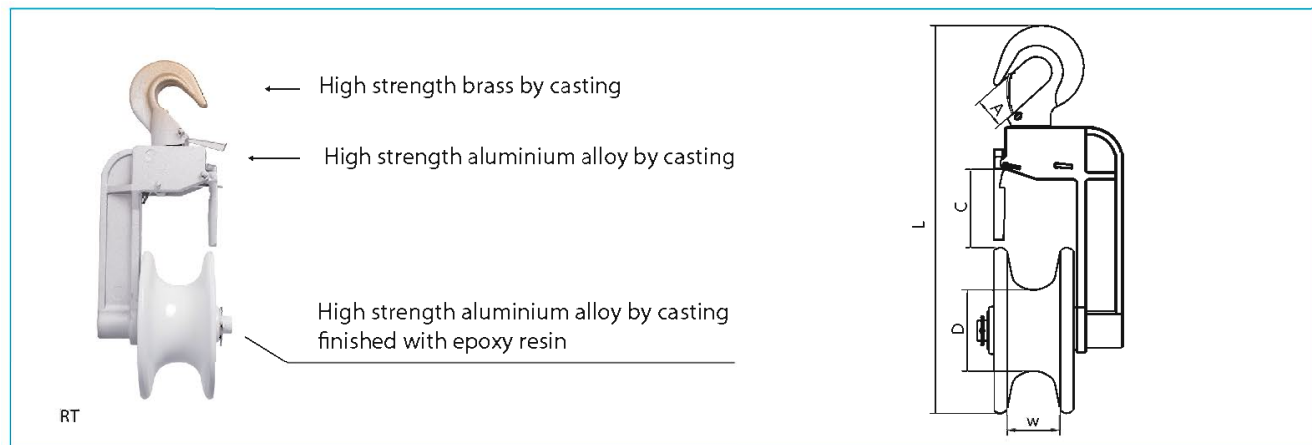 High strength brass by casting
High strength aluminium alloy by casting
High strength aluminium alloy by casting
finished with epoxy resin
RT
L
A
C
D
w